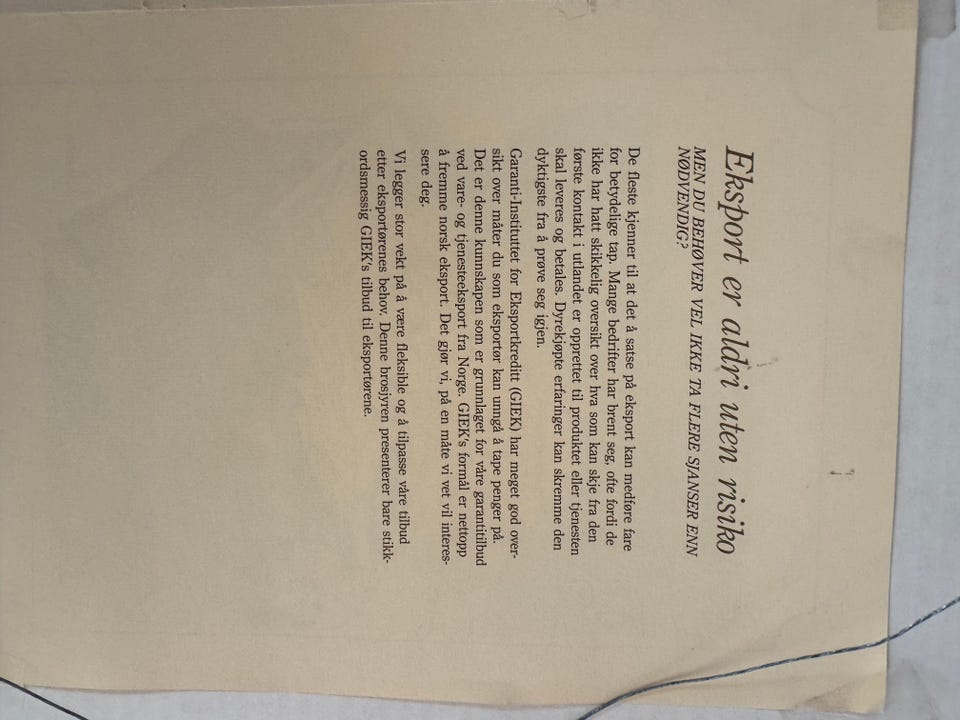 Eksport er aldri uten risiko
MEN DU BEHØVER VEL IKKE TA FLERE SJANSER ENN
NØDVENDIG?
De fleste kjenner til at det å satse på eksport kan medføre fare
for betydelige tap. Mange bedrifter har brent seg, ofte fordi de
ikke har hatt skikkelig oversikt over hva som kan skje fra den
første kontakt i utlandet er opprettet til produktet eller tjenesten
skal leveres og betales. Dyrekjøpte erfaringer kan skremme den
dyktigste fra å prøve seg igjen.
Garanti-Instituttet for Eksportkreditt (GIEK) har meget god over-
sikt over måter du som eksportør kan unngå å tape penger på.
Det er denne kunnskapen som er grunnlaget for våre garantitilbud
ved vare- og tjenesteeksport fra Norge. GIEK's formål er nettopp
å fremme norsk eksport. Det gjør vi, på en måte vi vet vil interes-
sere deg.
Vi legger stor vekt på å være fleksible og å tilpasse våre tilbud
etter eksportørenes behov. Denne brosjyren presenterer bare stikk-
ordsmessig GIEK's tilbud til eksportørene.